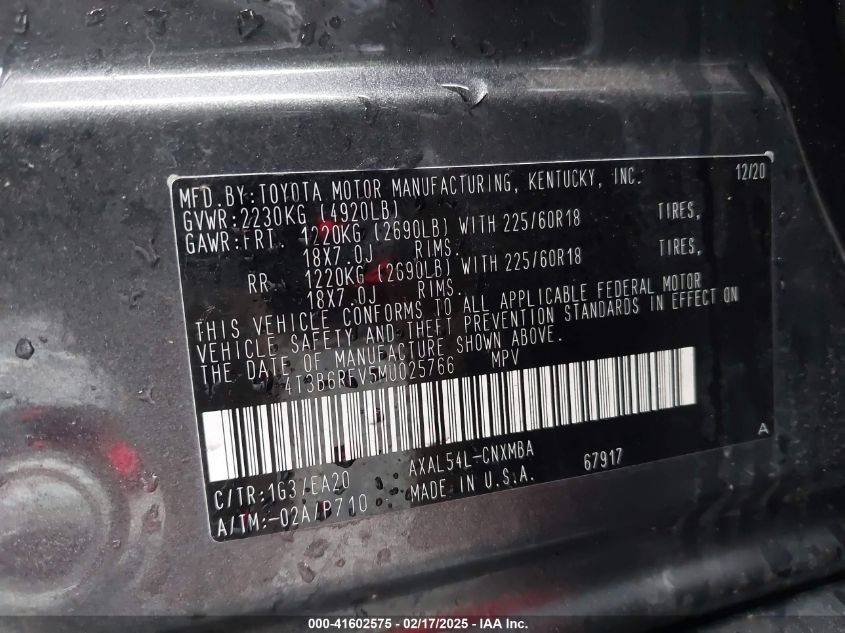 MFD.BY:TOYOTA MOTOR MANUFACTURING, KENTUCKY, INC. 12/20
GVWR:2230KG (4920LB)
GAWR:FRT. 1220KG (2690LB) WITH 225/60R18 TIRES,
18X7.0J RIMS.
RR 1220KG (2690LB) WITH 225/60R18 TIRES,
18X7.0J RIMS.
THIS VEHICLE CONFORMS TO ALL APPLICABLE FEDERAL MOTOR
VEHICLE SAFETY AND THEFT PREVENTION STANDARDS IN EFFECT ON
THE DATE OF MANUFACTURE SHOWN ABOVE.
4T3B6RFV5MU025766 MPV
A
C/TR:1G3/EA20 AXAL54L-CNXMBA 67917
A/TM:-02A/P710 MADE IN U.S.A.
000-41602575 - 02/17/2025 - IAA Inc.